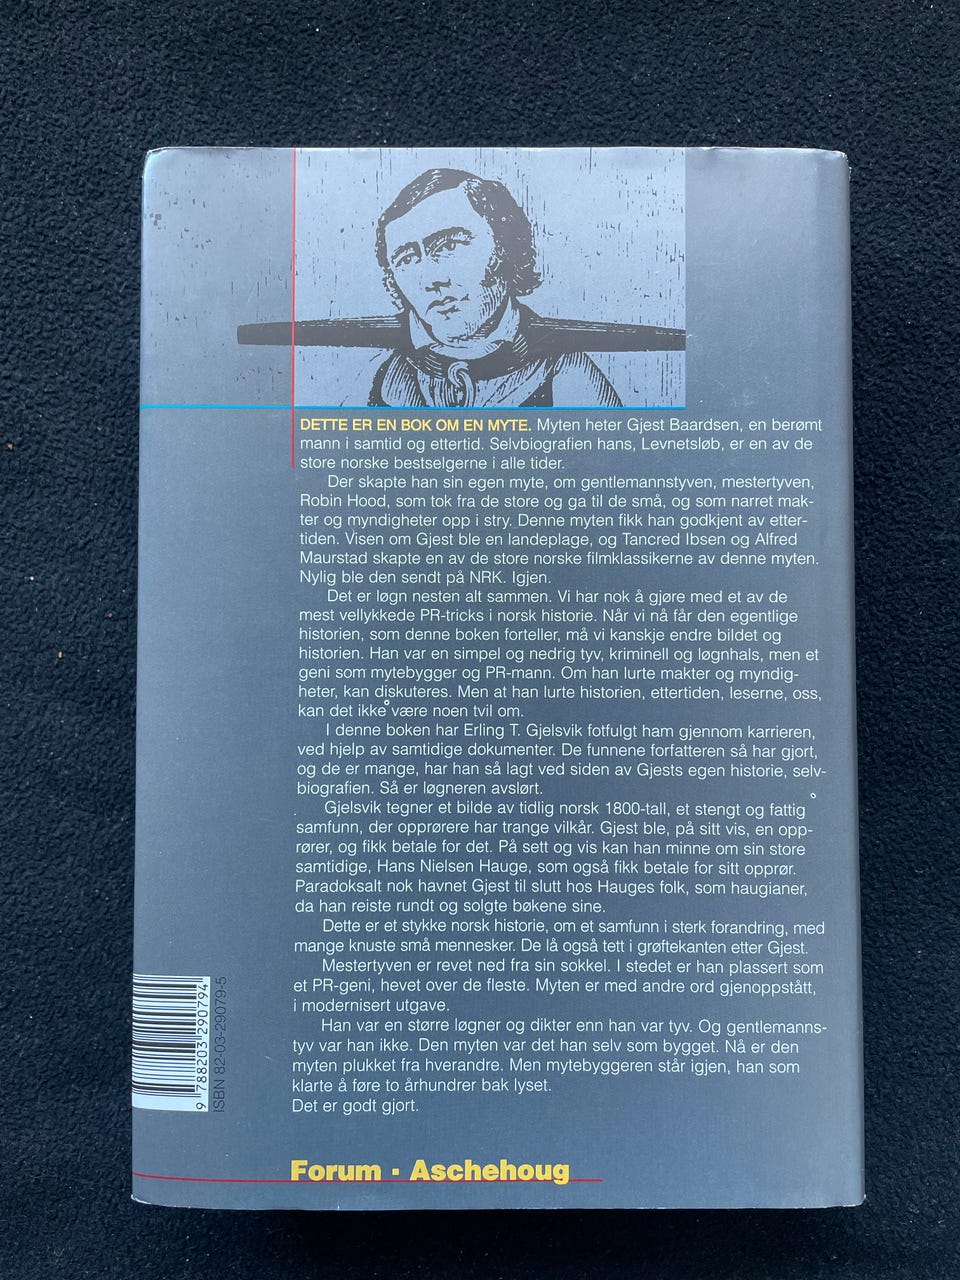 DETTE ER EN BOK OM EN MYTE. Myten heter Gjest Baardsen, en berømt
mann i samtid og ettertid. Selvbiografien hans, Levnetsløb, er en av de
store norske bestselgerne i alle tider.
Der skapte han sin egen myte, om gentlemannstyven, mestertyven,
Robin Hood, som tok fra de store og ga til de små, og som narret mak-
ter og myndigheter opp i stry. Denne myten fikk han godkjent av etter-
tiden. Visen om Gjest ble en landeplage, og Tancred Ibsen og Alfred
Maurstad skapte en av de store norske filmklassikerne av denne myten.
Nylig ble den sendt på NRK. Igjen.
Det er løgn nesten alt sammen. Vi har nok å gjøre med et av de
mest vellykkede PR-tricks i norsk historie. Når vi nå får den egentlige
historien, som denne boken forteller, må vi kanskje endre bildet og
historien. Han var en simpel og nedrig tyv, kriminell og løgnhals, men et
geni som mytebygger og PR-mann. Om han lurte makter og myndig-
heter, kan diskuteres. Men at han lurte historien, ettertiden, leserne, oss,
kan det ikke være noen tvil om.
I denne boken har Erling T. Gjelsvik fotfulgt ham gjennom karrieren,
ved hjelp av samtidige dokumenter. De funnene forfatteren så har gjort,
og de er mange, har han så lagt ved siden av Gjests egen historie, selv-
biografien. Så er løgneren avslørt.
Gjelsvik tegner et bilde av tidlig norsk 1800-tall, et stengt og fattig
samfunn, der opprørere har trange vilkår. Gjest ble, på sitt vis, en opp-
rører, og fikk betale for det. På sett og vis kan han minne om sin store
samtidige, Hans Nielsen Hauge, som også fikk betale for sitt opprør.
Paradoksalt nok havnet Gjest til slutt hos Hauges folk, som haugianer,
da han reiste rundt og solgte bøkene sine.
Dette er et stykke norsk historie, om et samfunn i sterk forandring, med
mange knuste små mennesker. De lå også tett i grøftekanten etter Gjest.
Mestertyven er revet ned fra sin sokkel. I stedet er han plassert som
et PR-geni, hevet over de fleste. Myten er med andre ord gjenoppstått,
i modernisert utgave.
Han var en større løgner og dikter enn han var tyv. Og gentlemanns-
tyv var han ikke. Den myten var det han selv som bygget. Nå er den
myten plukket fra hverandre. Men mytebyggeren står igjen, han som
klarte å føre to århundrer bak lyset.
Det er godt gjort.
9 788203 290794
ISBN 82-03-29079-5
Forum · Aschehoug